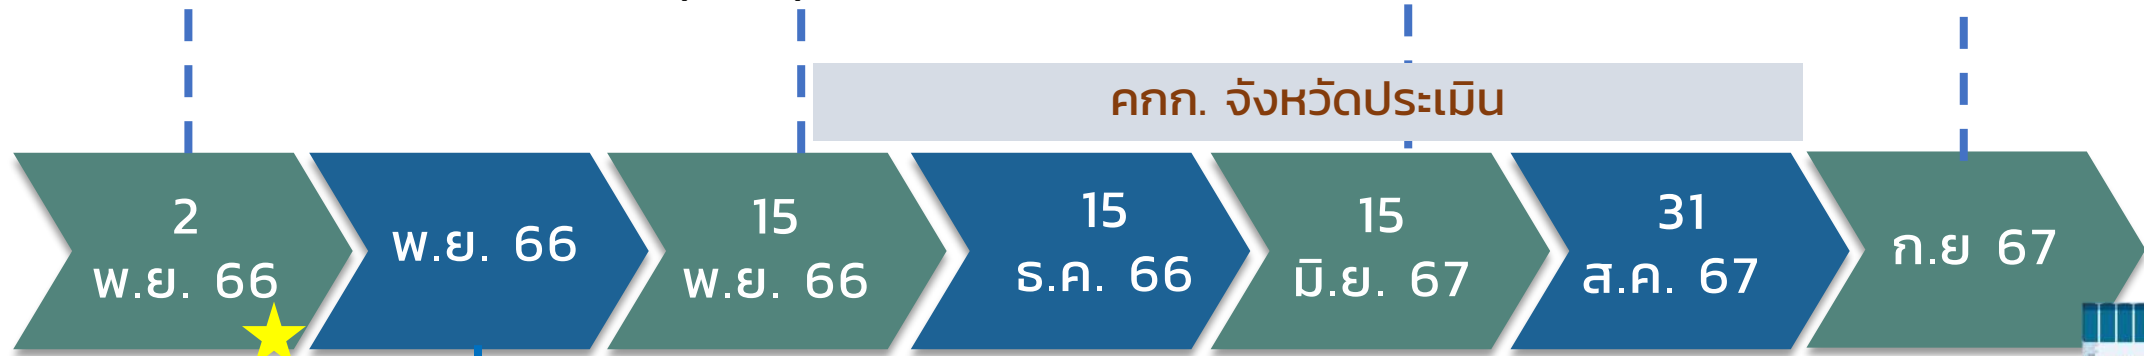 คกก. จังหวัดประเมิน
2
พ.ย. 66
พ.ย. 66
15
พ.ย. 66
15
ธ.ค. 66
15
มิ.ย. 67
31
ส.ค. 67
ก.ย 67